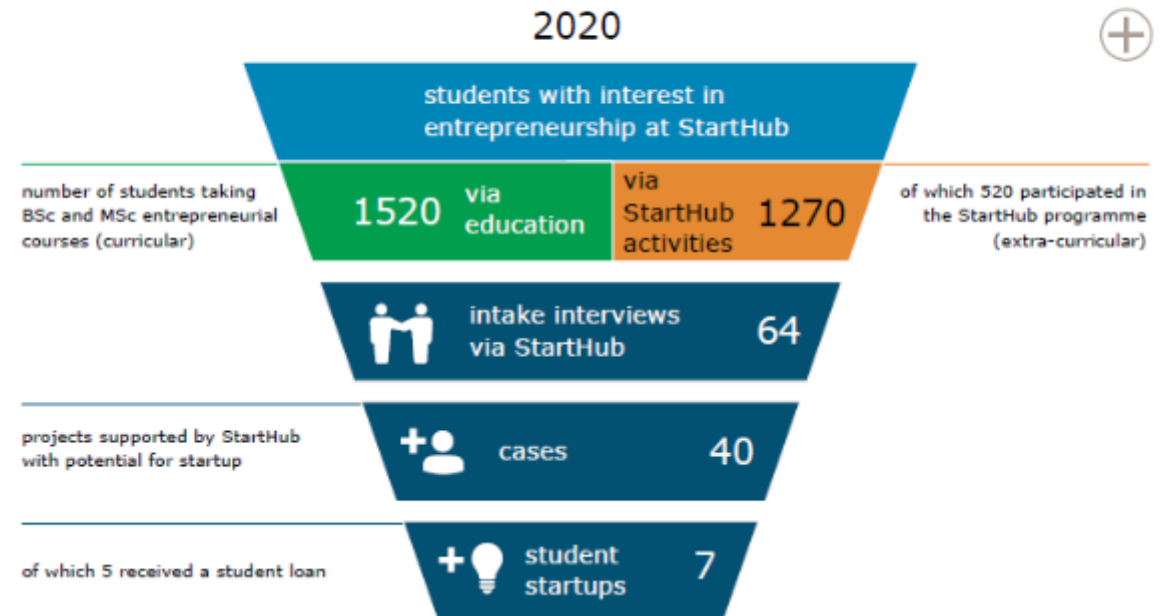 2020
students with interest in
entrepreneurship at StartHub
number of students taking
BSc and MSc entrepreneurial
courses (curricular)
1520
via
education
via
StartHub
activities
1270
of which 520 participated in
the StartHub programme
(extra-curricular)
intake interviews
via StartHub
64
projects supported by StartHub
with potential for startup
cases
40
of which 5 received a student loan
student
startups
7